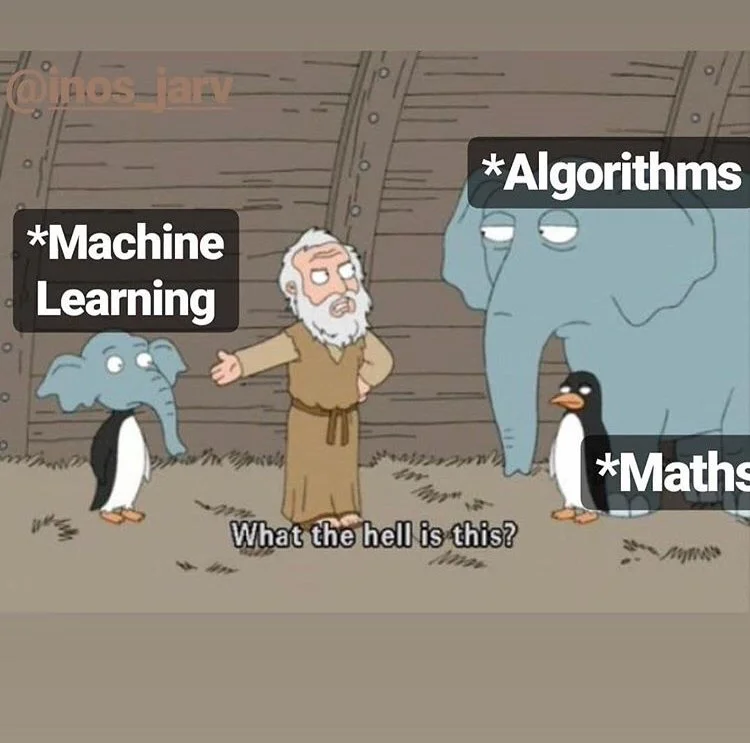 @inos_jarv
*Algorithms
*Machine
Learning
*Maths
What the hell is this?